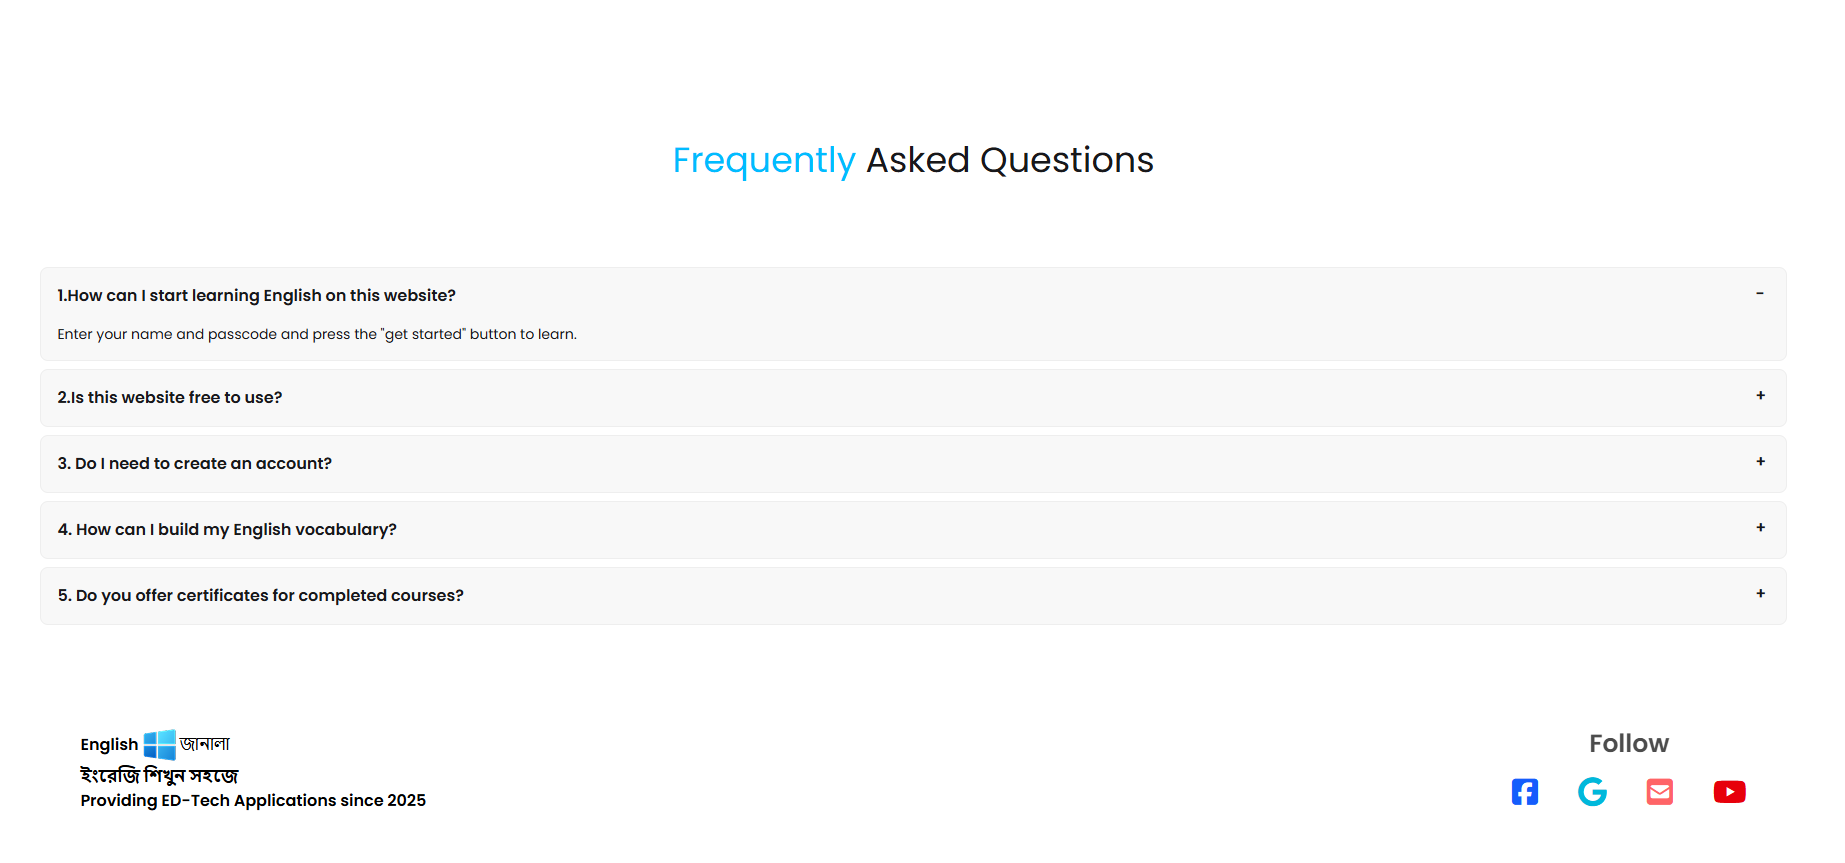 Frequently Asked Questions
1.How can I start learning English on this website?
-
Enter your name and passcode and press the "get started" button to learn.
2.Is this website free to use?
+
3. Do I need to create an account?
+
4. How can I build my English vocabulary?
+
5. Do you offer certificates for completed courses?
+
English জানালা
ইংরেজি শিখুন সহজে
Providing ED-Tech Applications since 2025
Follow